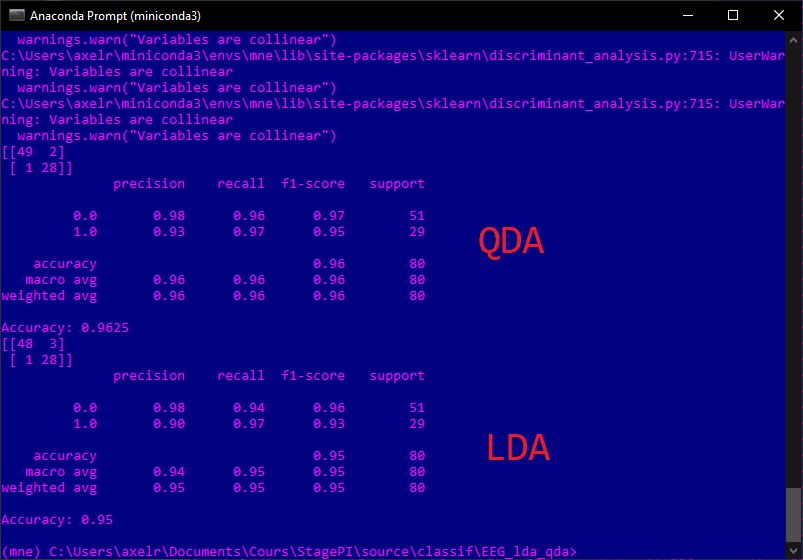 Anaconda Prompt (miniconda3)
warnings.warn("Variables are collinear")
C:\Users\axelr\miniconda3\envs\mne\lib\site-packages\sklearn\discriminant_analysis.py:715: UserWar
ning: Variables are collinear
warnings.warn("Variables are collinear")
C:\Users\axelr\miniconda3\envs\mne\lib\site-packages\sklearn\discriminant_analysis.py:715: UserWar
ning: Variables are collinear
warnings.warn("Variables are collinear")
[[49  2]
[ 1 28]]
precision    recall  f1-score   support
0.0       0.98      0.96      0.97        51
1.0       0.93      0.97      0.95        29
QDA
accuracy                           0.96        80
macro avg       0.96      0.96      0.96        80
weighted avg       0.96      0.96      0.96        80
Accuracy: 0.9625
[[48  3]
[ 1 28]]
precision    recall  f1-score   support
0.0       0.98      0.94      0.96        51
1.0       0.90      0.97      0.93        29
LDA
accuracy                           0.95        80
macro avg       0.94      0.95      0.95        80
weighted avg       0.95      0.95      0.95        80
Accuracy: 0.95
(mne) C:\Users\axelr\Documents\Cours\StagePI\source\classif\EEG_lda_qda>